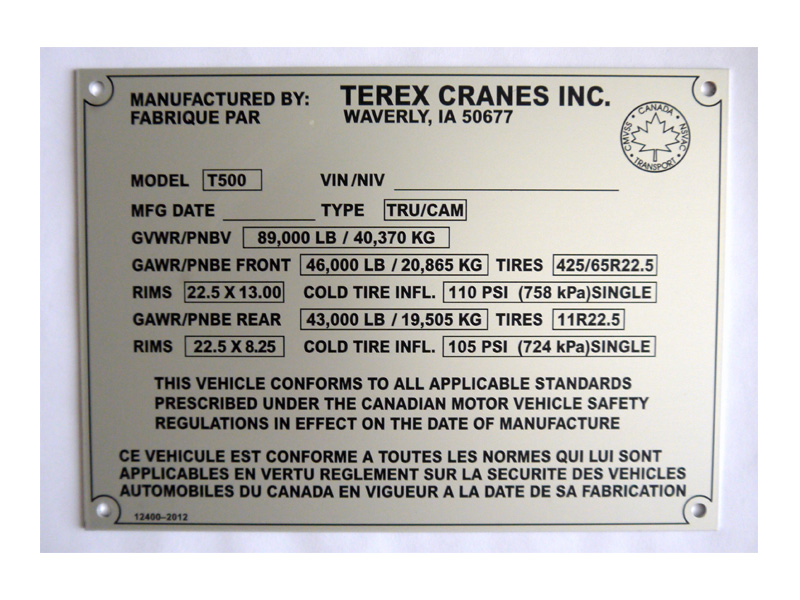 MANUFACTURED BY: TEREX CRANES INC.
FABRIQUE PAR WAVERLY, IA 50677
CANADA
CMVSS NSVAC
TRANSPORT
MODEL T500 VIN/NIV
MFG DATE TYPE TRU/CAM
GVWR/PNBV 89,000 LB / 40,370 KG
GAWR/PNBE FRONT 46,000 LB / 20,865 KG TIRES 425/65R22.5
RIMS 22.5 X 13.00 COLD TIRE INFL. 110 PSI (758 kPa)SINGLE
GAWR/PNBE REAR 43,000 LB / 19,505 KG TIRES 11R22.5
RIMS 22.5 X 8.25 COLD TIRE INFL. 105 PSI (724 kPa)SINGLE
THIS VEHICLE CONFORMS TO ALL APPLICABLE STANDARDS
PRESCRIBED UNDER THE CANADIAN MOTOR VEHICLE SAFETY
REGULATIONS IN EFFECT ON THE DATE OF MANUFACTURE
CE VEHICULE EST CONFORME A TOUTES LES NORMES QUI LUI SONT
APPLICABLES EN VERTU REGLEMENT SUR LA SECURITE DES VEHICLES
AUTOMOBILES DU CANADA EN VIGUEUR A LA DATE DE SA FABRICATION
12400–2012